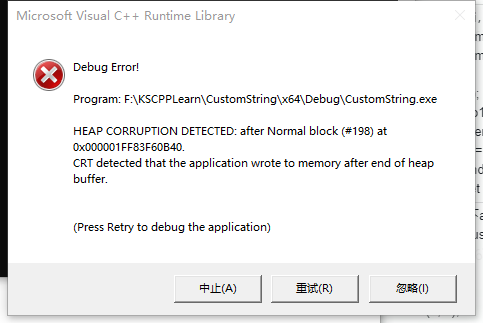 Microsoft Visual C++ Runtime Library
Debug Error!
Program: F:\KSCPPLearn\CustomString\x64\Debug\CustomString.exe
HEAP CORRUPTION DETECTED: after Normal block (#198) at
0x000001FF83F60B40.
CRT detected that the application wrote to memory after end of heap
buffer.
(Press Retry to debug the application)
中止(A)
重试(R)
忽略(I)